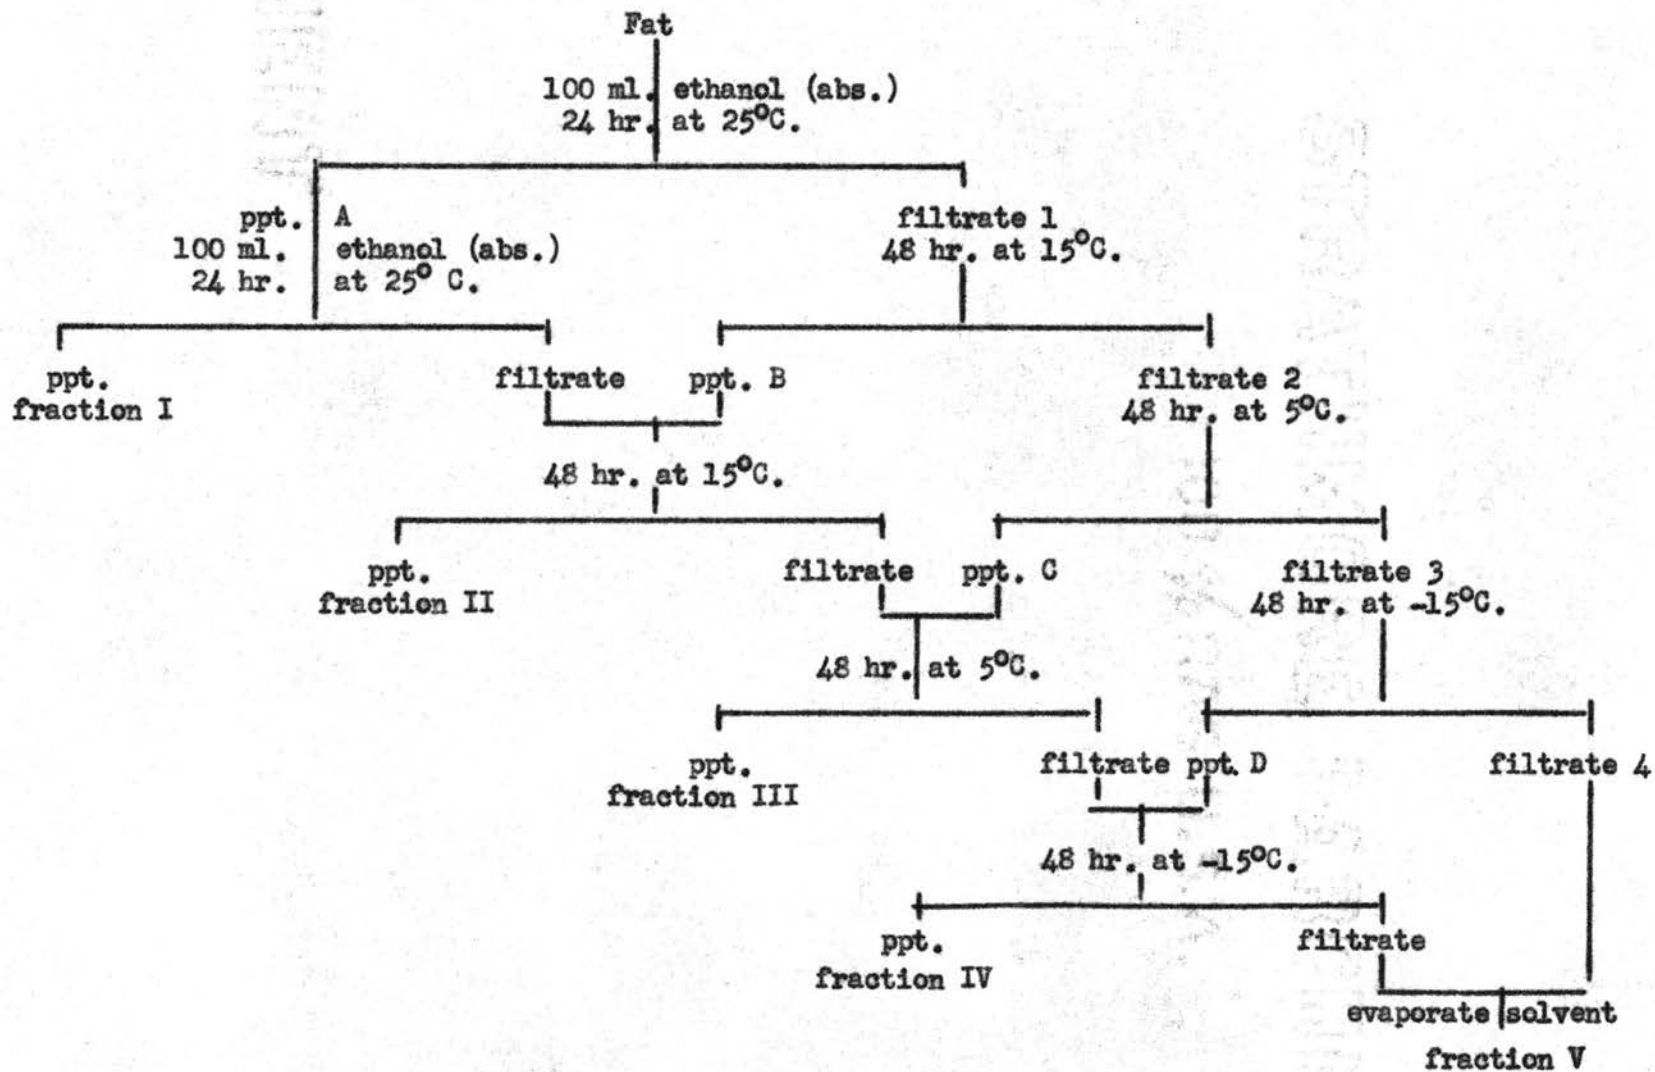 Fat
100 ml. ethanol (abs.)
24 hr. at 25°C.
ppt. A
100 ml. ethanol (abs.)
24 hr. at 25° C.
filtrate 1
48 hr. at 15°C.
ppt.
fraction I
filtrate
ppt. B
filtrate 2
48 hr. at 5°C.
48 hr. at 15°C.
ppt.
fraction II
filtrate
ppt. C
filtrate 3
48 hr. at -15°C.
48 hr. at 5°C.
ppt.
fraction III
filtrate
ppt. D
filtrate 4
48 hr. at -15°C.
ppt.
fraction IV
filtrate
evaporate solvent
fraction V